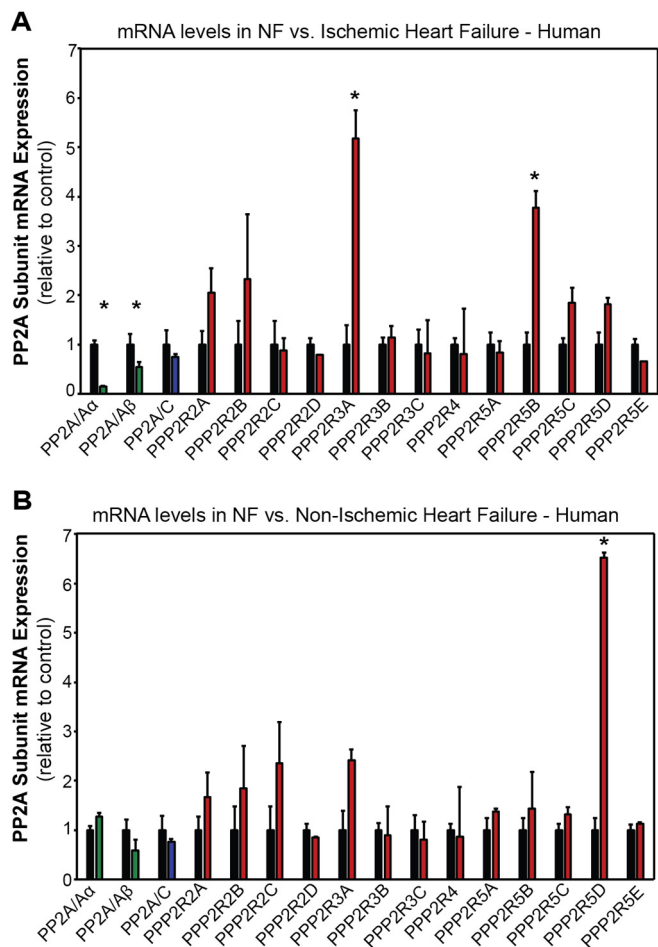 A
mRNA levels in NF vs. Ischemic Heart Failure - Human
PP2A Subunit mRNA Expression
(relative to control)
7
6
5
4
3
2
1
0
*
*
*
*
PP2A/Aα
PP2A/Aβ
PP2A/C
PPP2R2A
PPP2R2B
PPP2R2C
PPP2R2D
PPP2R3A
PPP2R3B
PPP2R3C
PPP2R4
PPP2R5A
PPP2R5B
PPP2R5C
PPP2R5D
PPP2R5E
B
mRNA levels in NF vs. Non-Ischemic Heart Failure - Human
PP2A Subunit mRNA Expression
(relative to control)
7
6
5
4
3
2
1
0
*
PP2A/Aα
PP2A/Aβ
PP2A/C
PPP2R2A
PPP2R2B
PPP2R2C
PPP2R2D
PPP2R3A
PPP2R3B
PPP2R3C
PPP2R4
PPP2R5A
PPP2R5B
PPP2R5C
PPP2R5D
PPP2R5E